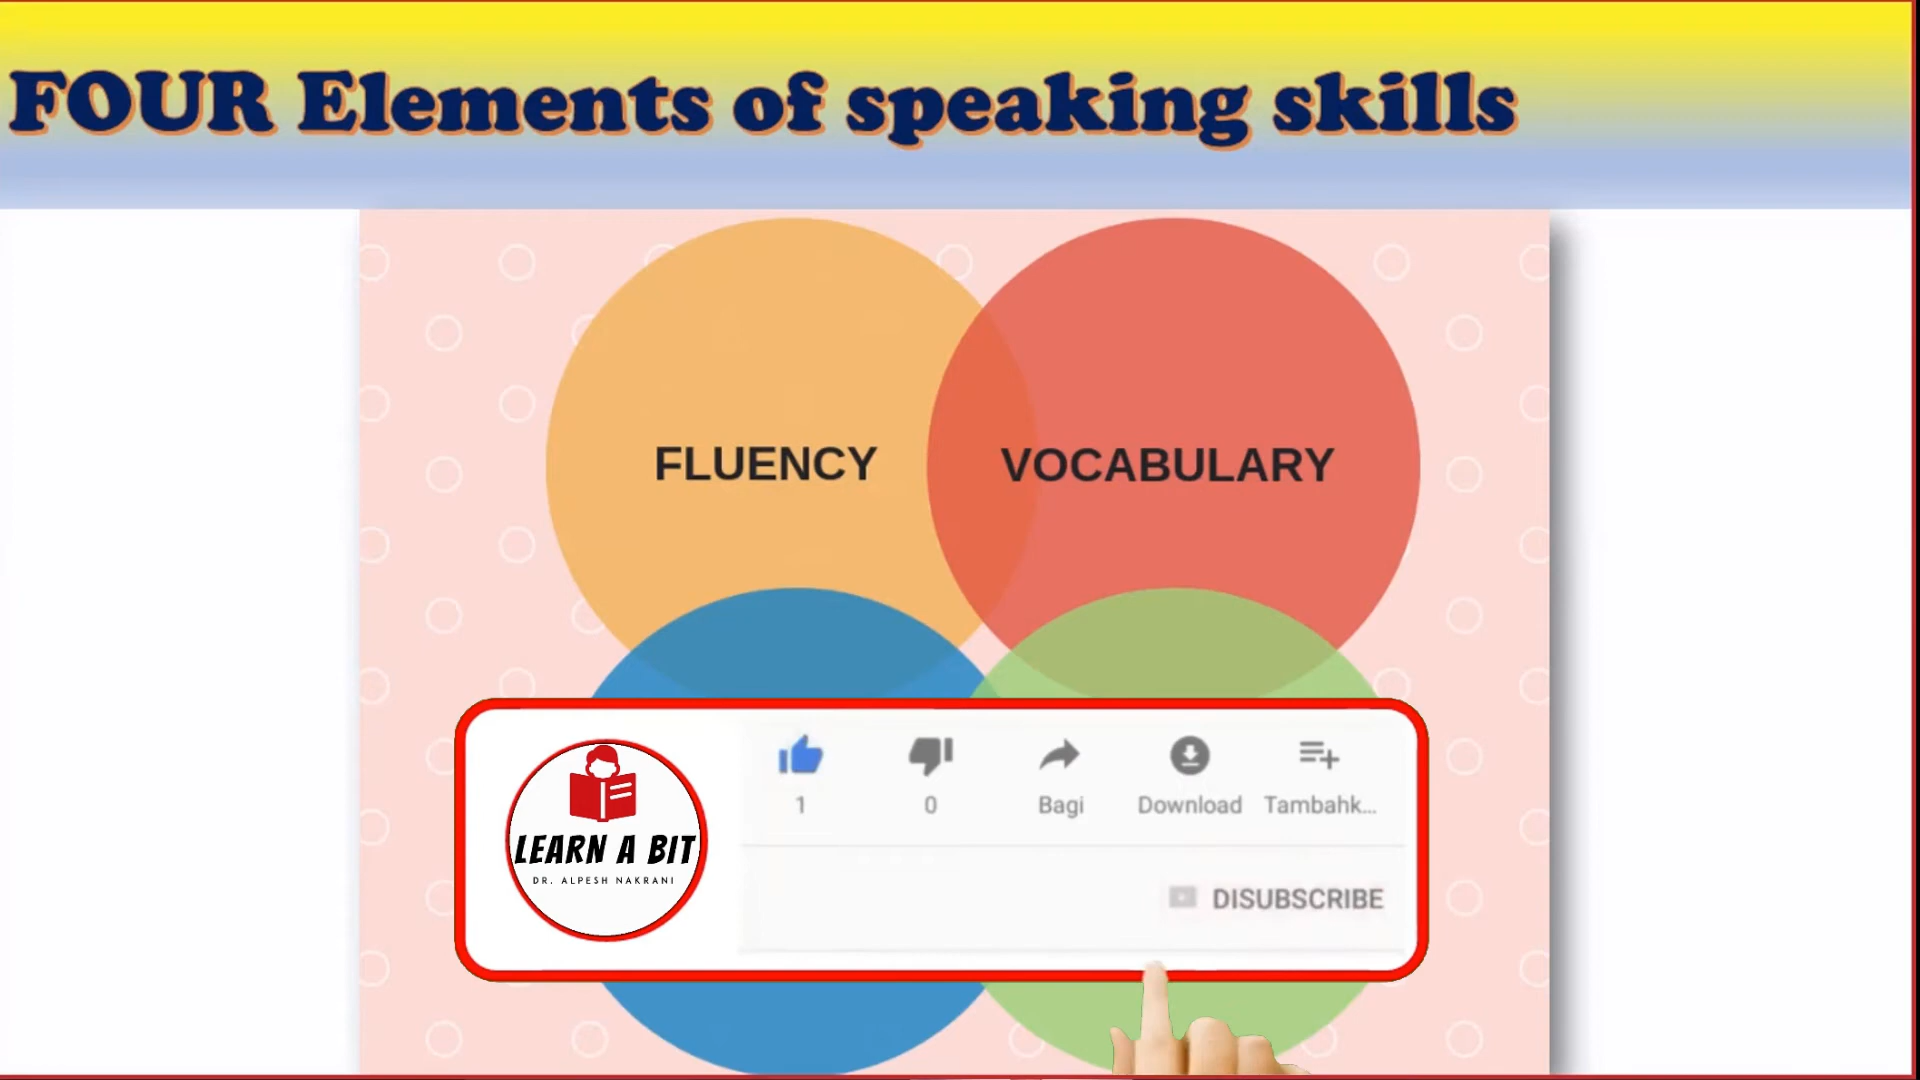 FOUR Elements of speaking skills
FLUENCY
VOCABULARY
1
0
Bagi
Download
Tambahk...
LEARN A BIT
DR. ALPESH NAKRANI
DISUBSCRIBE